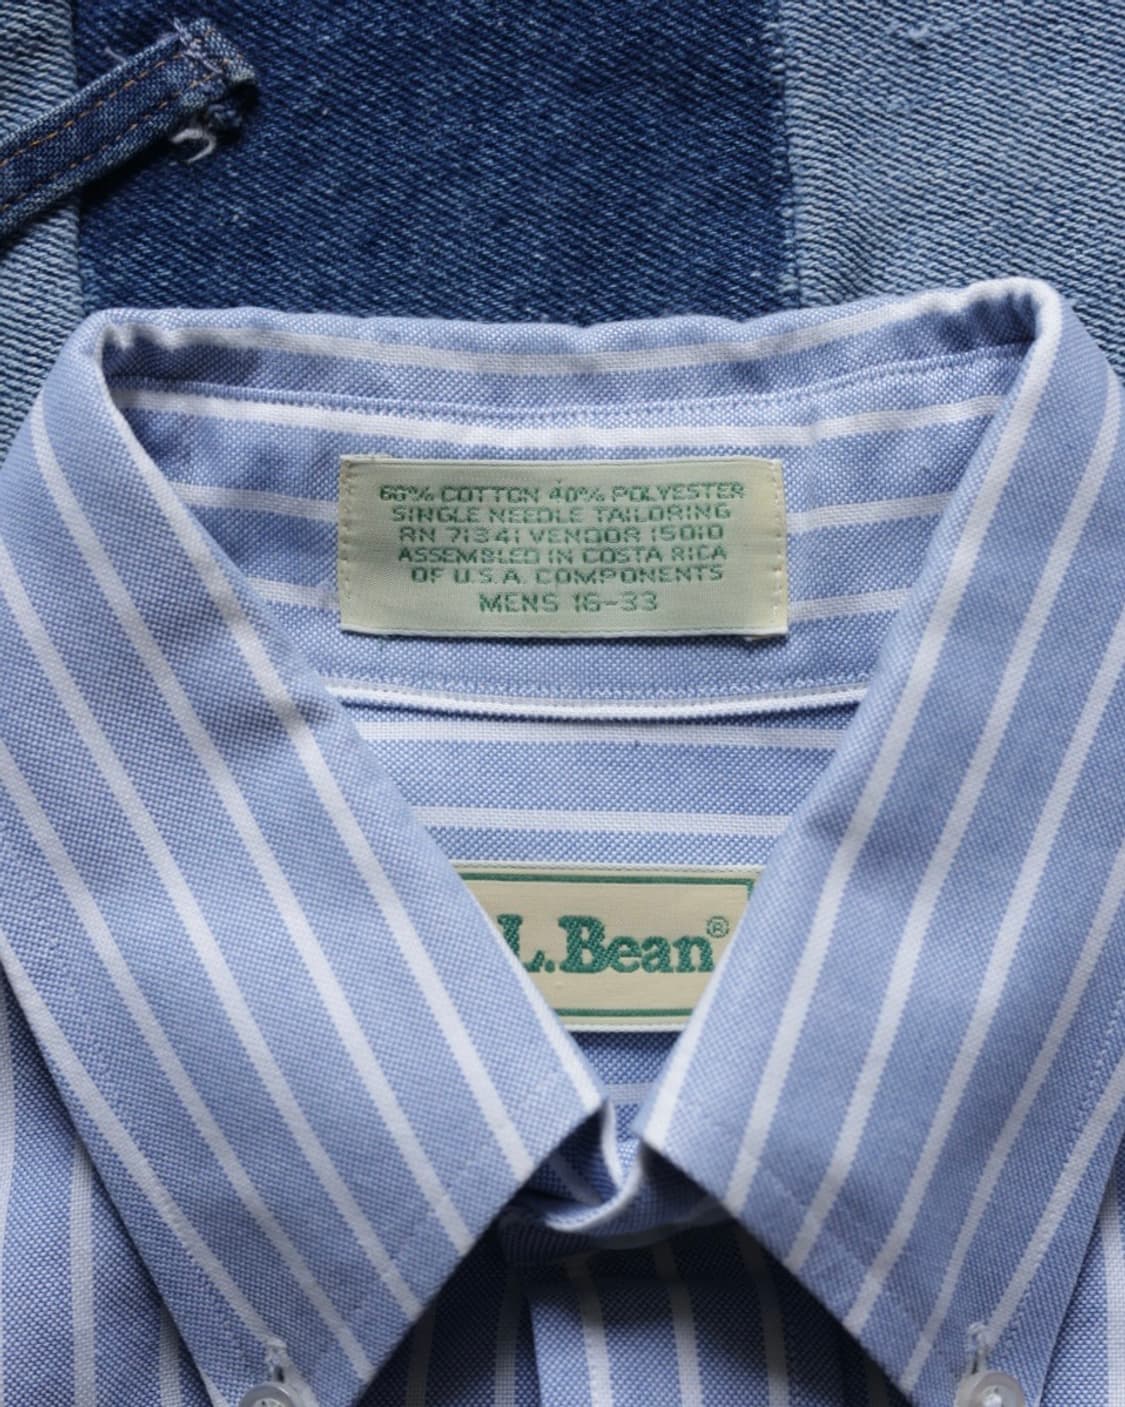 60% COTTON 40% POLYESTER
SINGLE NEEDLE TAILORING
RN 71341 VENDOR 15010
ASSEMBLED IN COSTA RICA
OF U.S.A. COMPONENTS
MENS 16-33
L.Bean®